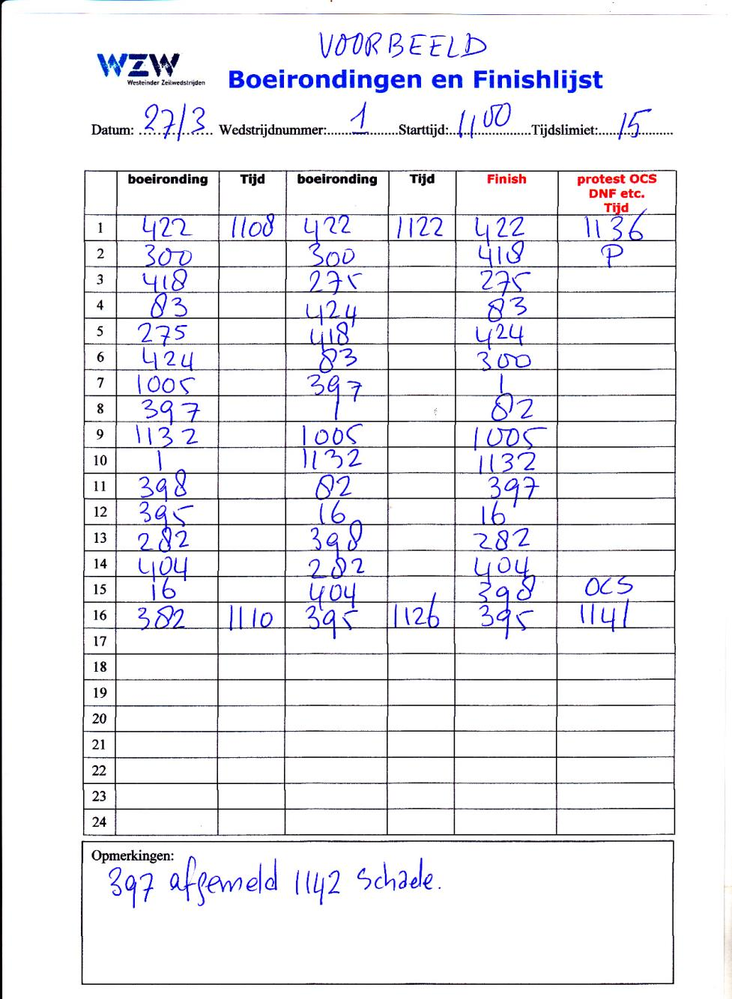 VOORBEELD
WZW
Westeinder Zeilwedstrijden
Boeirondingen en Finishlijst
Datum: 27/3 Wedstrijdnummer: 1 Starttijd: 11 00 Tijdslimiet: 15
boeironding Tijd boeironding Tijd Finish protest OCS
DNF etc.
Tijd
1 422 1108 422 1122 422 1136
2 300 300 418 P
3 418 275 275
4 83 424 83
5 275 418 424
6 424 83 300
7 1005 397 1
8 397 1 82
9 1132 1005 1005
10 1 1132 1132
11 398 82 397
12 395 16 16
13 282 398 282
14 404 282 404
15 16 404 398 OCS
16 382 1110 395 1126 395 1141
17
18
19
20
21
22
23
24
Opmerkingen:
397 afgemeld 1142 Schade.